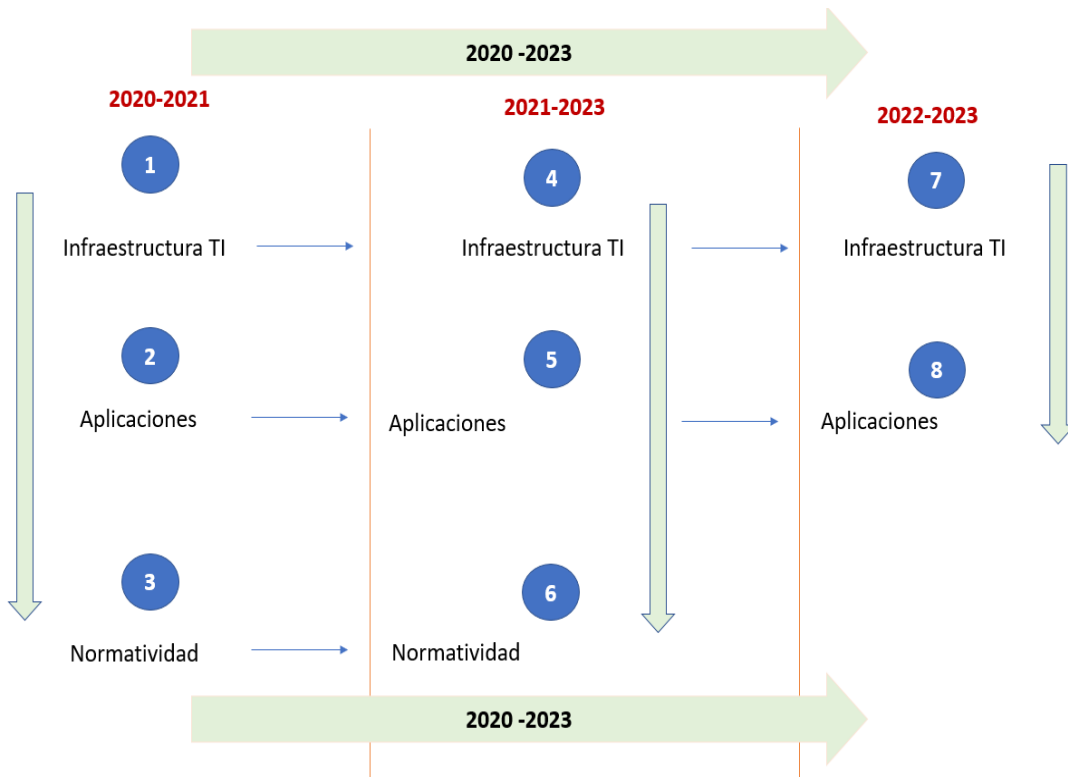 2020 -2023
2020-2021
2021-2023
2022-2023
1
4
7
Infraestructura TI
Infraestructura TI
Infraestructura TI
2
5
8
Aplicaciones
Aplicaciones
Aplicaciones
3
6
Normatividad
Normatividad
2020 -2023